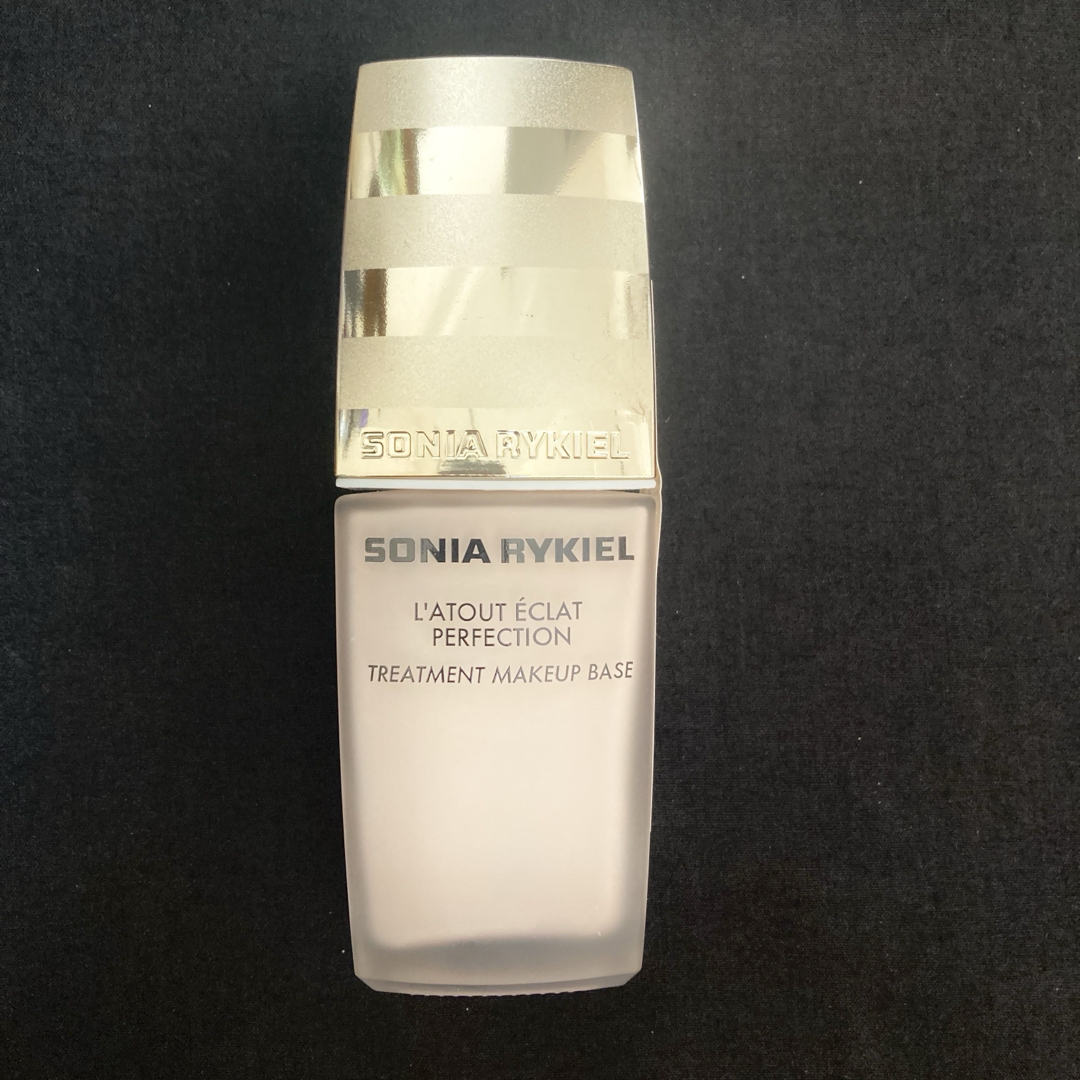 SONIA RYKIEL
SONIA RYKIEL
L'ATOUT ÉCLAT
PERFECTION
TREATMENT MAKEUP BASE